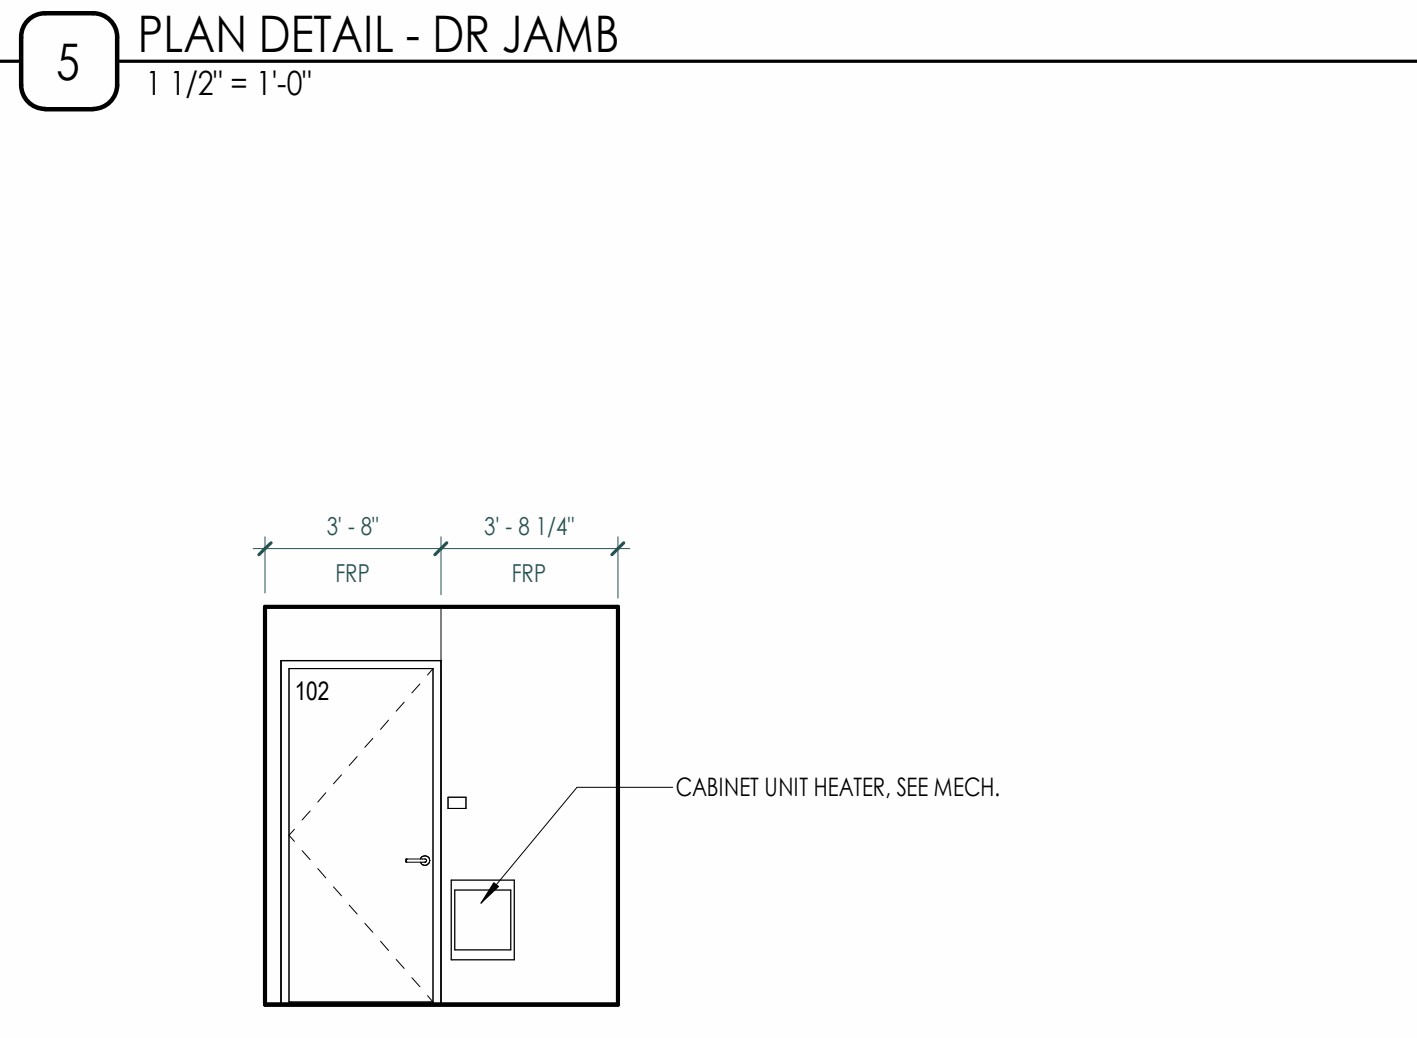 5
PLAN DETAIL - DR JAMB
1 1/2" = 1'-0"
3' - 8"
3' - 8 1/4"
FRP
FRP
102
CABINET UNIT HEATER, SEE MECH.